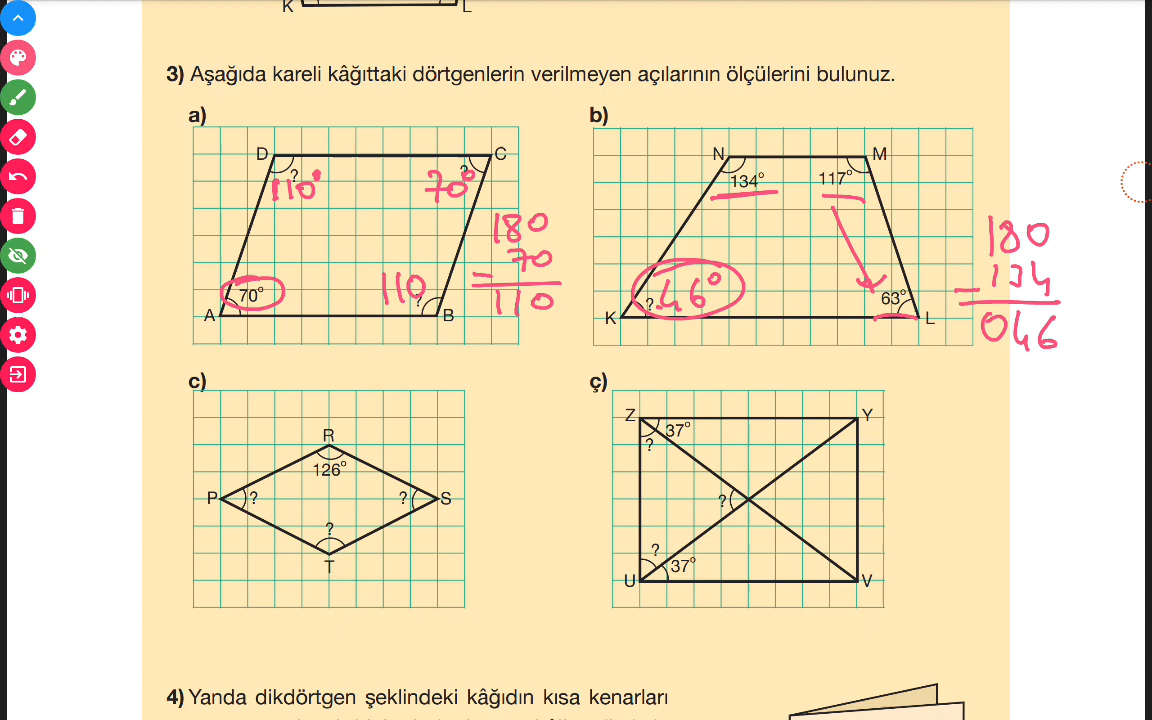 K L
3) Aşağıda kareli kâğıttaki dörtgenlerin verilmeyen açılarının ölçülerini bulunuz.
a)
D C
? ?
110° 70°
180
70
110
70° 110 ?
A B
b)
N M
134° 117°
180
134
046
?.46° 63°
K L
c)
R
126°
P ? ? S
?
T
ç)
Z Y
37°
?
?
?
37°
U V
4) Yanda dikdörtgen şeklindeki kâğıdın kısa kenarları